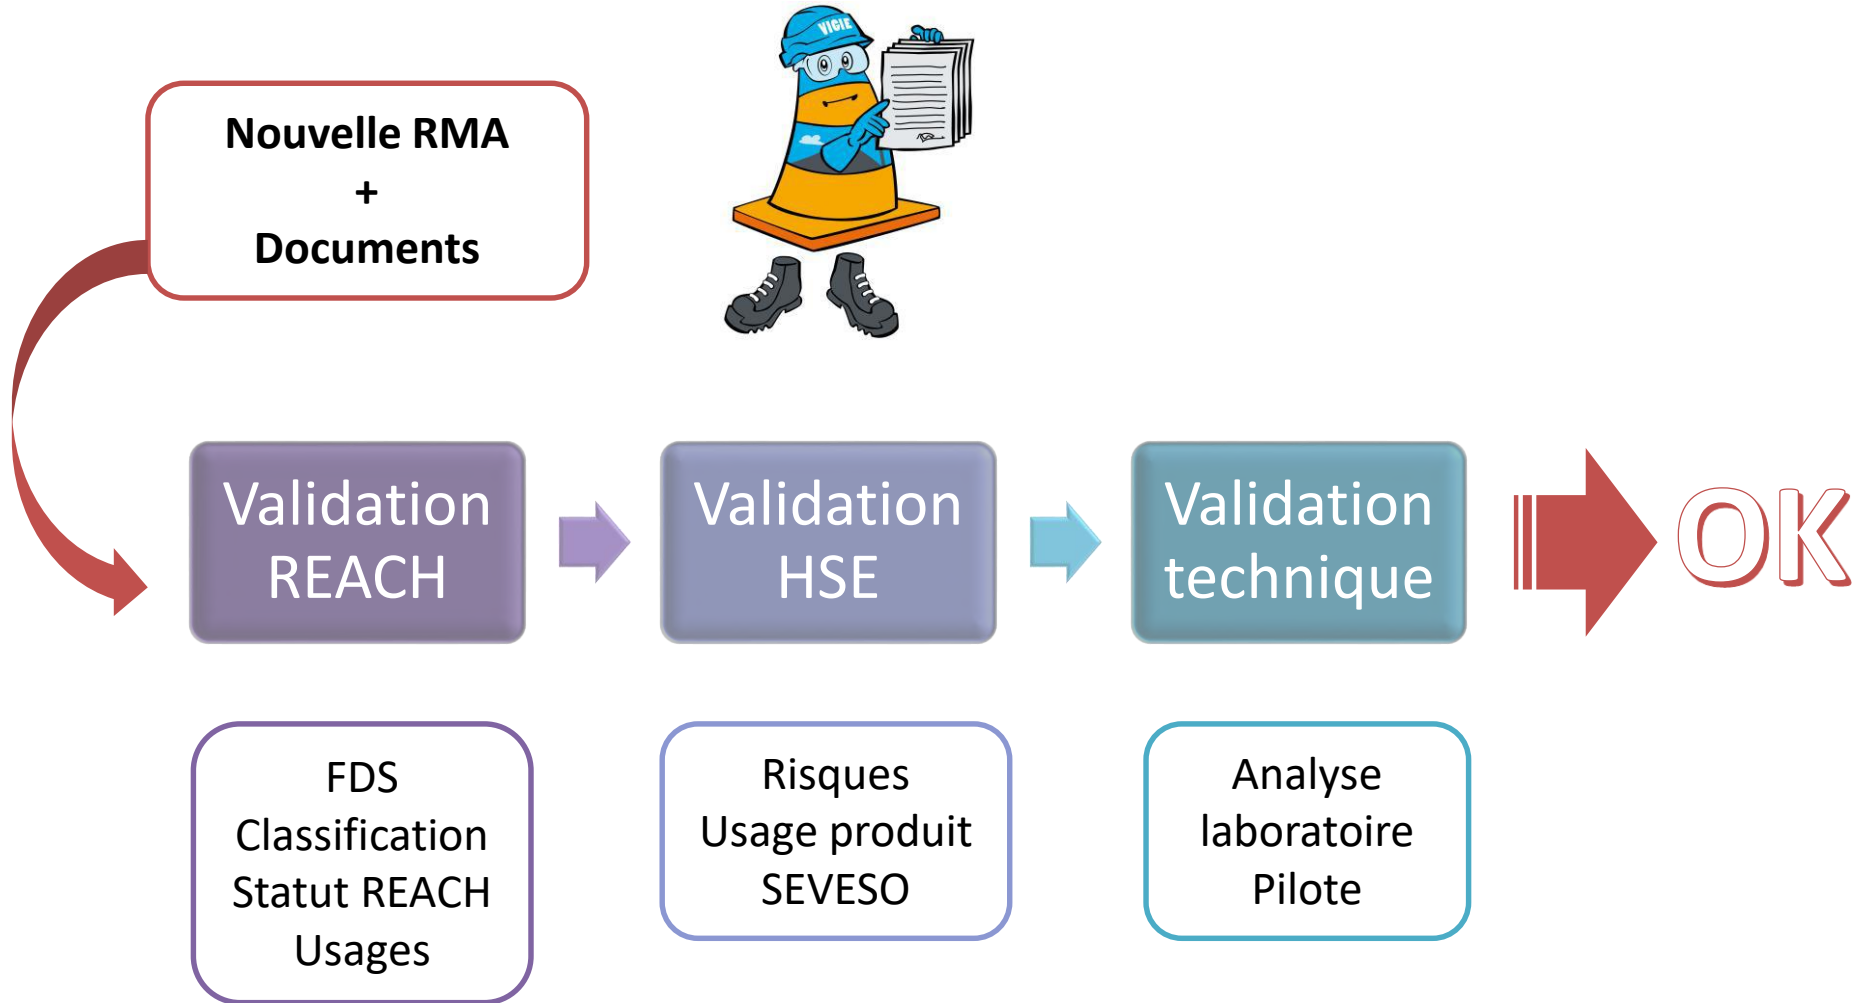 VIGIE
Nouvelle RMA
+
Documents
Validation
REACH
Validation
HSE
Validation
technique
OK
FDS
Classification
Statut REACH
Usages
Risques
Usage produit
SEVESO
Analyse
laboratoire
Pilote